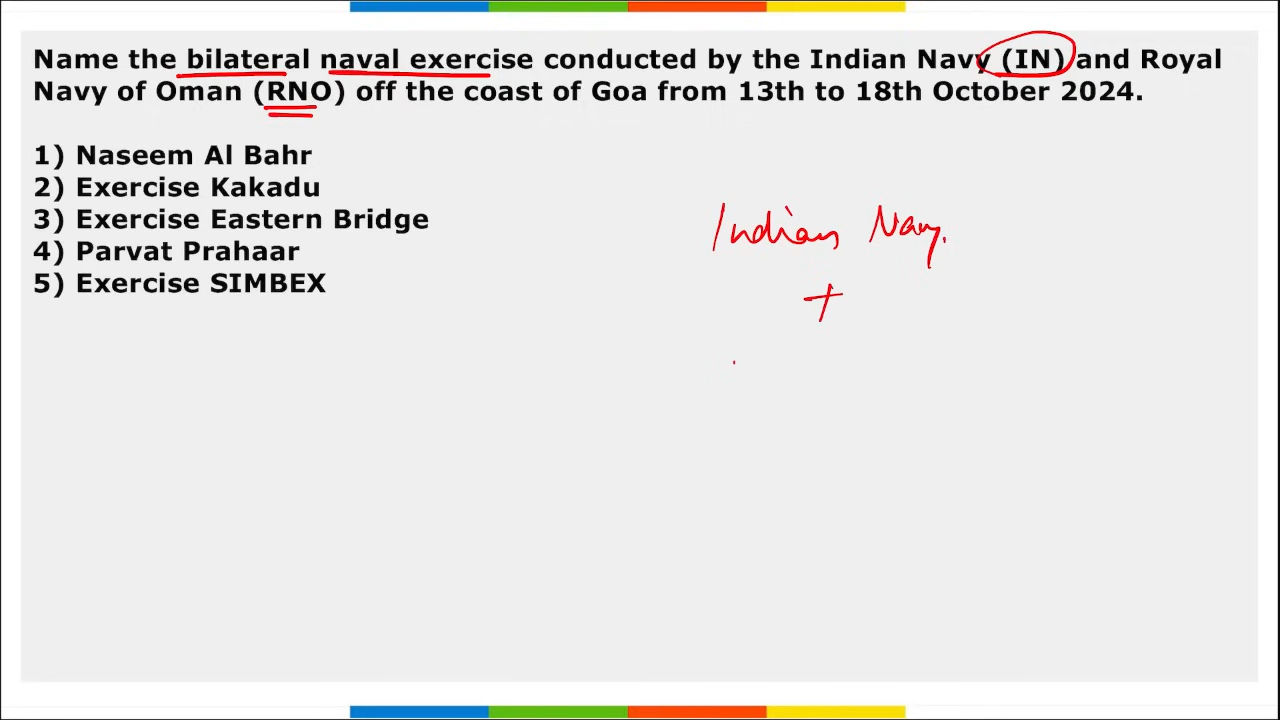 Name the bilateral naval exercise conducted by the Indian Navy (IN) and Royal
Navy of Oman (RNO) off the coast of Goa from 13th to 18th October 2024.
1) Naseem Al Bahr
2) Exercise Kakadu
3) Exercise Eastern Bridge
4) Parvat Prahaar
5) Exercise SIMBEX
Indian Navy.
+